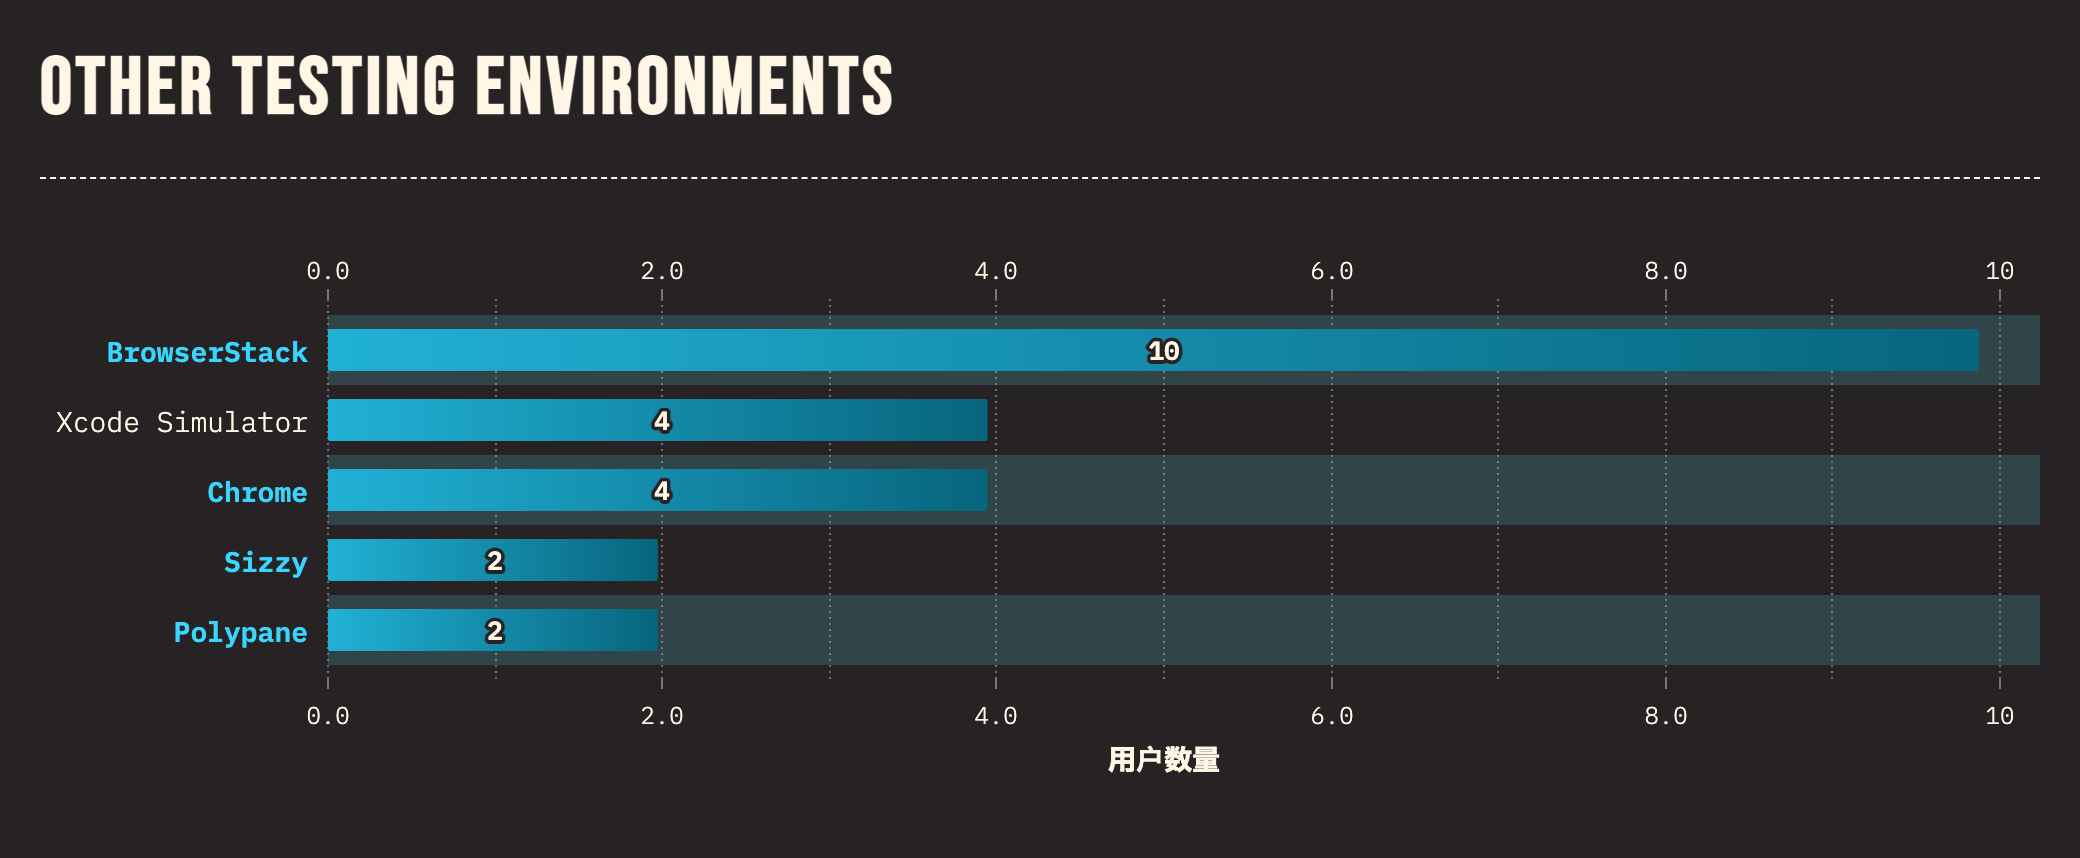 OTHER TESTING ENVIRONMENTS
0.0 2.0 4.0 6.0 8.0 10
BrowserStack 10
Xcode Simulator 4
Chrome 4
Sizzy 2
Polypane 2
0.0 2.0 4.0 6.0 8.0 10
用户数量